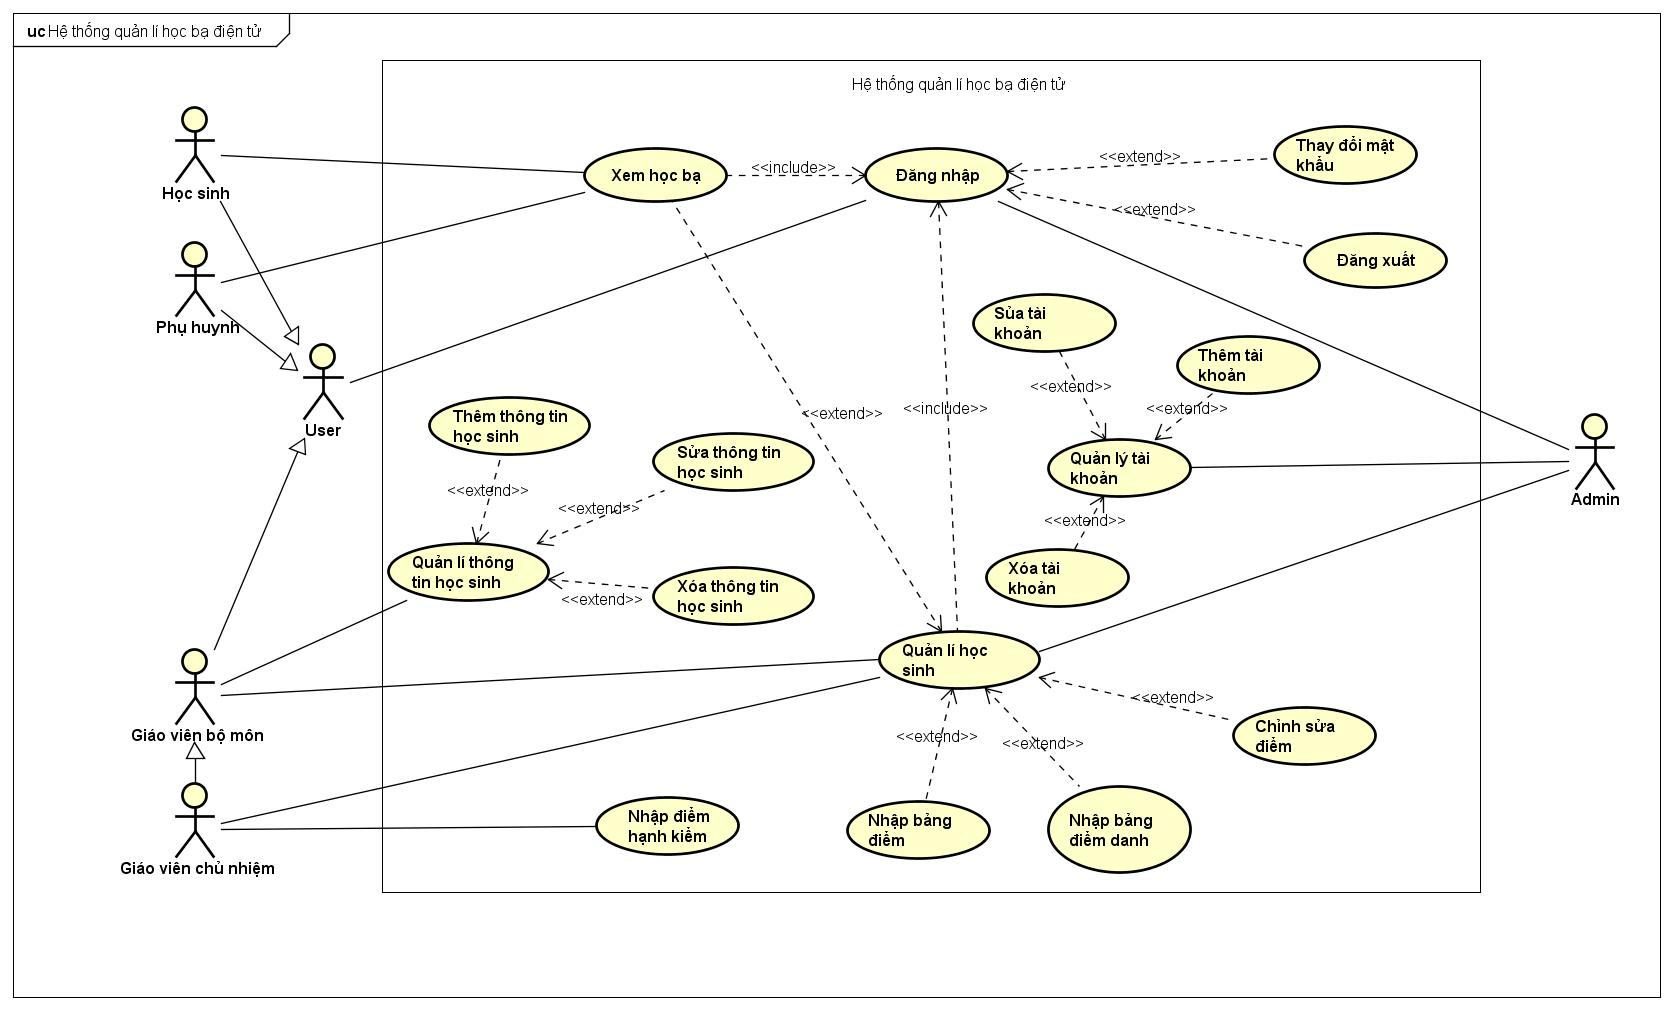 uc Hệ thống quản lí học bạ điện tử
Hệ thống quản lí học bạ điện tử
Học sinh
Xem học bạ
<<include>>
Đăng nhập
<<extend>>
Thay đổi mật
khẩu
<<extend>>
Đăng xuất
Phụ huynh
User
Sủa tài
khoản
Thêm tài
khoản
<<extend>>
<<extend>>
<<extend>>
<<include>>
Thêm thông tin
học sinh
Sửa thông tin
học sinh
Quản lý tài
khoản
Admin
<<extend>>
<<extend>>
<<extend>>
Quản lí thông
tin học sinh
Xóa thông tin
học sinh
<<extend>>
Xóa tài
khoản
Quản lí học
sinh
<<extend>>
Giáo viên bộ môn
<<extend>>
<<extend>>
Chỉnh sửa
điểm
Nhập điểm
hạnh kiểm
Nhập bảng
điểm
Nhập bảng
điểm danh
Giáo viên chủ nhiệm